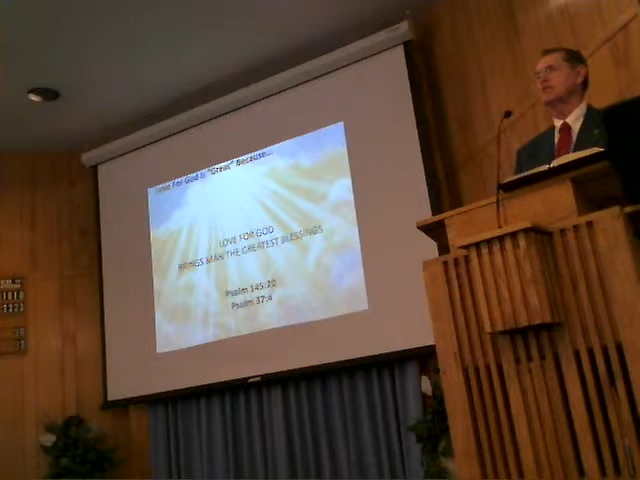 Love For God is "Great" Because...
LOVE FOR GOD
BRINGS MAN THE GREATEST BLESSINGS
Psalm 145:20
Psalm 37:4